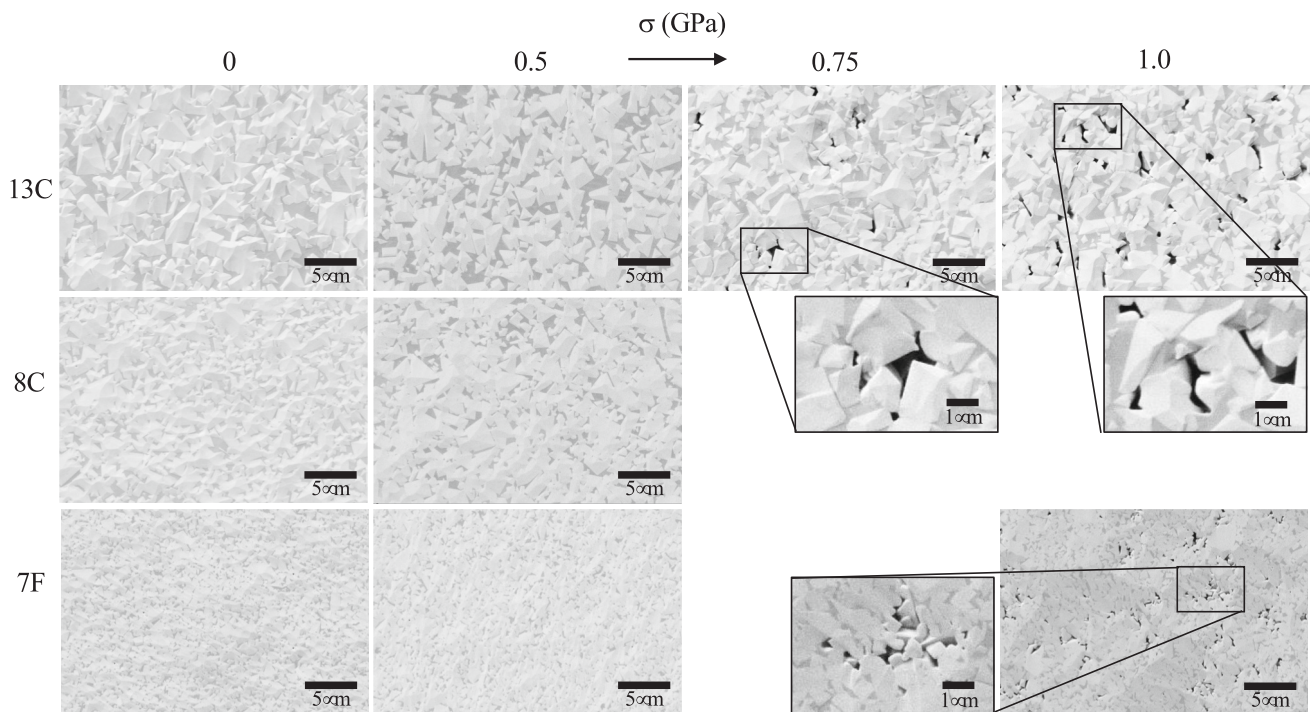 σ (GPa)
0 0.5 0.75 1.0
13C
5∝m 5∝m 5∝m 5∝m
8C
1∝m 1∝m
5∝m 5∝m
7F
5∝m 5∝m 1∝m 5∝m